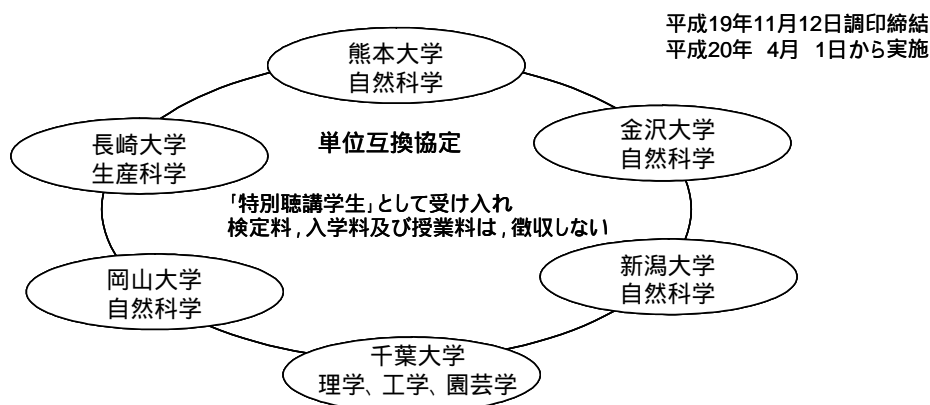 平成19年11月12日調印締結
平成20年 4月 1日から実施
熊本大学
自然科学
長崎大学
生産科学
単位互換協定
金沢大学
自然科学
「特別聴講学生」として受け入れ
検定料,入学料及び授業料は,徴収しない
岡山大学
自然科学
新潟大学
自然科学
千葉大学
理学、工学、園芸学